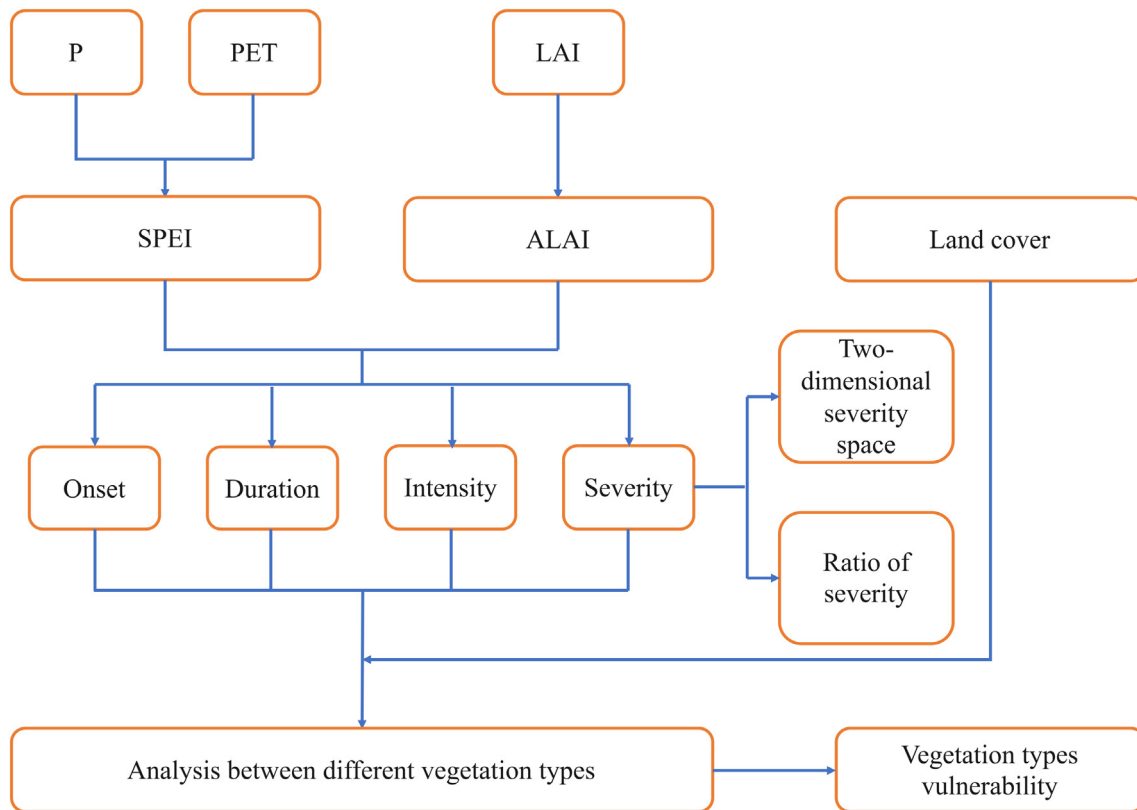 P
PET
LAI
SPEI
ALAI
Land cover
Two-
dimensional
severity
space
Onset
Duration
Intensity
Severity
Ratio of
severity
Analysis between different vegetation types
Vegetation types
vulnerability